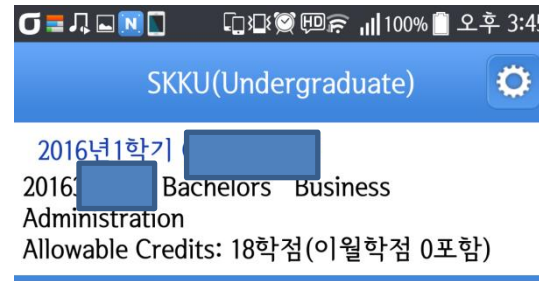 100% 오후 3:45
SKKU(Undergraduate)
2016년1학기 (
2016 Bachelors Business
Administration
Allowable Credits: 18학점(이월학점 0포함)